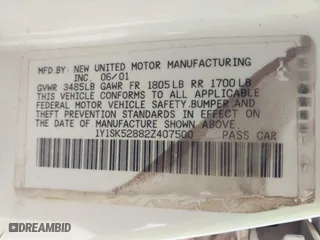 MFD.BY: NEW UNITED MOTOR MANUFACTURING
INC. 06/01
GVWR 3485LB GAWR FR 1805LB RR 1700LB
THIS VEHICLE CONFORMS TO ALL APPLICABLE
FEDERAL MOTOR VEHICLE SAFETY,BUMPER,AND
THEFT PREVENTION STANDARDS IN EFFECT ON
THE DATE OF MANUFACTURE SHOWN ABOVE.
1Y1SK52882Z407500 PASS CAR
DREAMBID